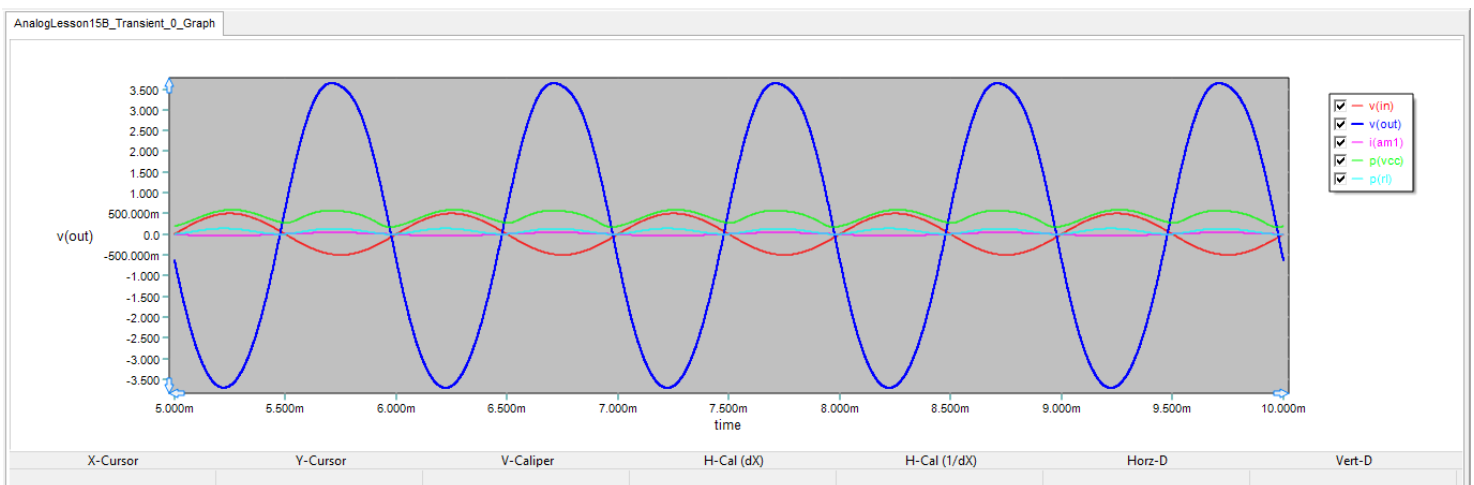 AnalogLesson15B_Transient_0_Graph
3.500
3.000
2.500
2.000
1.500
1.000
500.000m
0.0
-500.000m
-1.000
-1.500
-2.000
-2.500
-3.000
-3.500
v(out)
5.000m 5.500m 6.000m 6.500m 7.000m 7.500m 8.000m 8.500m 9.000m 9.500m 10.000m
time
v(in)
v(out)
i(am1)
p(vcc)
p(rl)
X-Cursor Y-Cursor V-Caliper H-Cal (dX) H-Cal (1/dX) Horz-D Vert-D